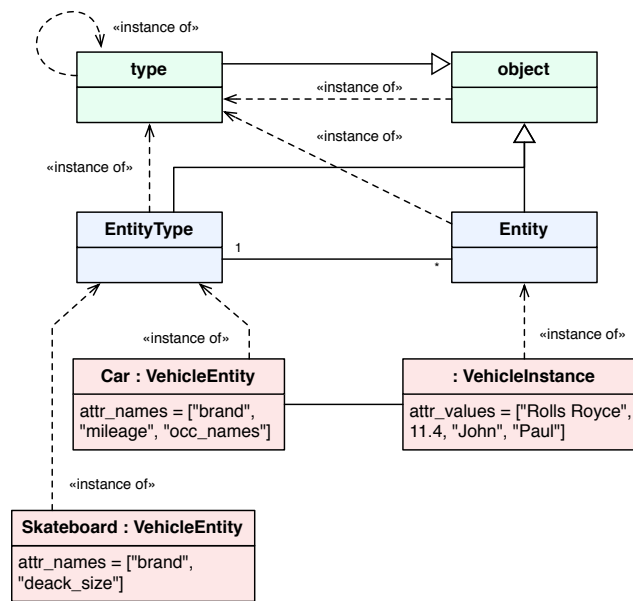 «instance of»
type
object
«instance of»
«instance of»
«instance of»
EntityType
Entity
1
*
«instance of»
«instance of»
Car : VehicleEntity
attr_names = ["brand",
"mileage", "occ_names"]
: VehicleInstance
attr_values = ["Rolls Royce",
11.4, "John", "Paul"]
«instance of»
Skateboard : VehicleEntity
attr_names = ["brand",
"deack_size"]